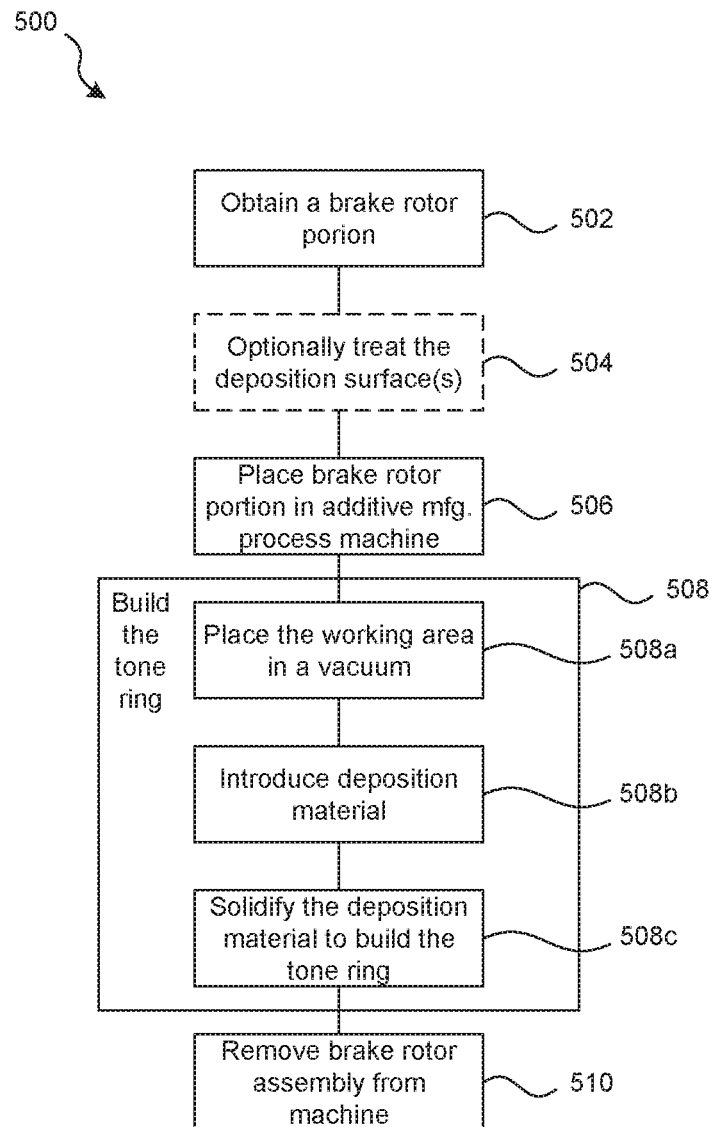 500
Obtain a brake rotor
porion
502
Optionally treat the
deposition surface(s)
504
Place brake rotor
portion in additive mfg.
process machine
506
508
Build
the
tone
ring
Place the working area
in a vacuum
508a
Introduce deposition
material
508b
Solidify the deposition
material to build the
tone ring
508c
Remove brake rotor
assembly from
machine
510